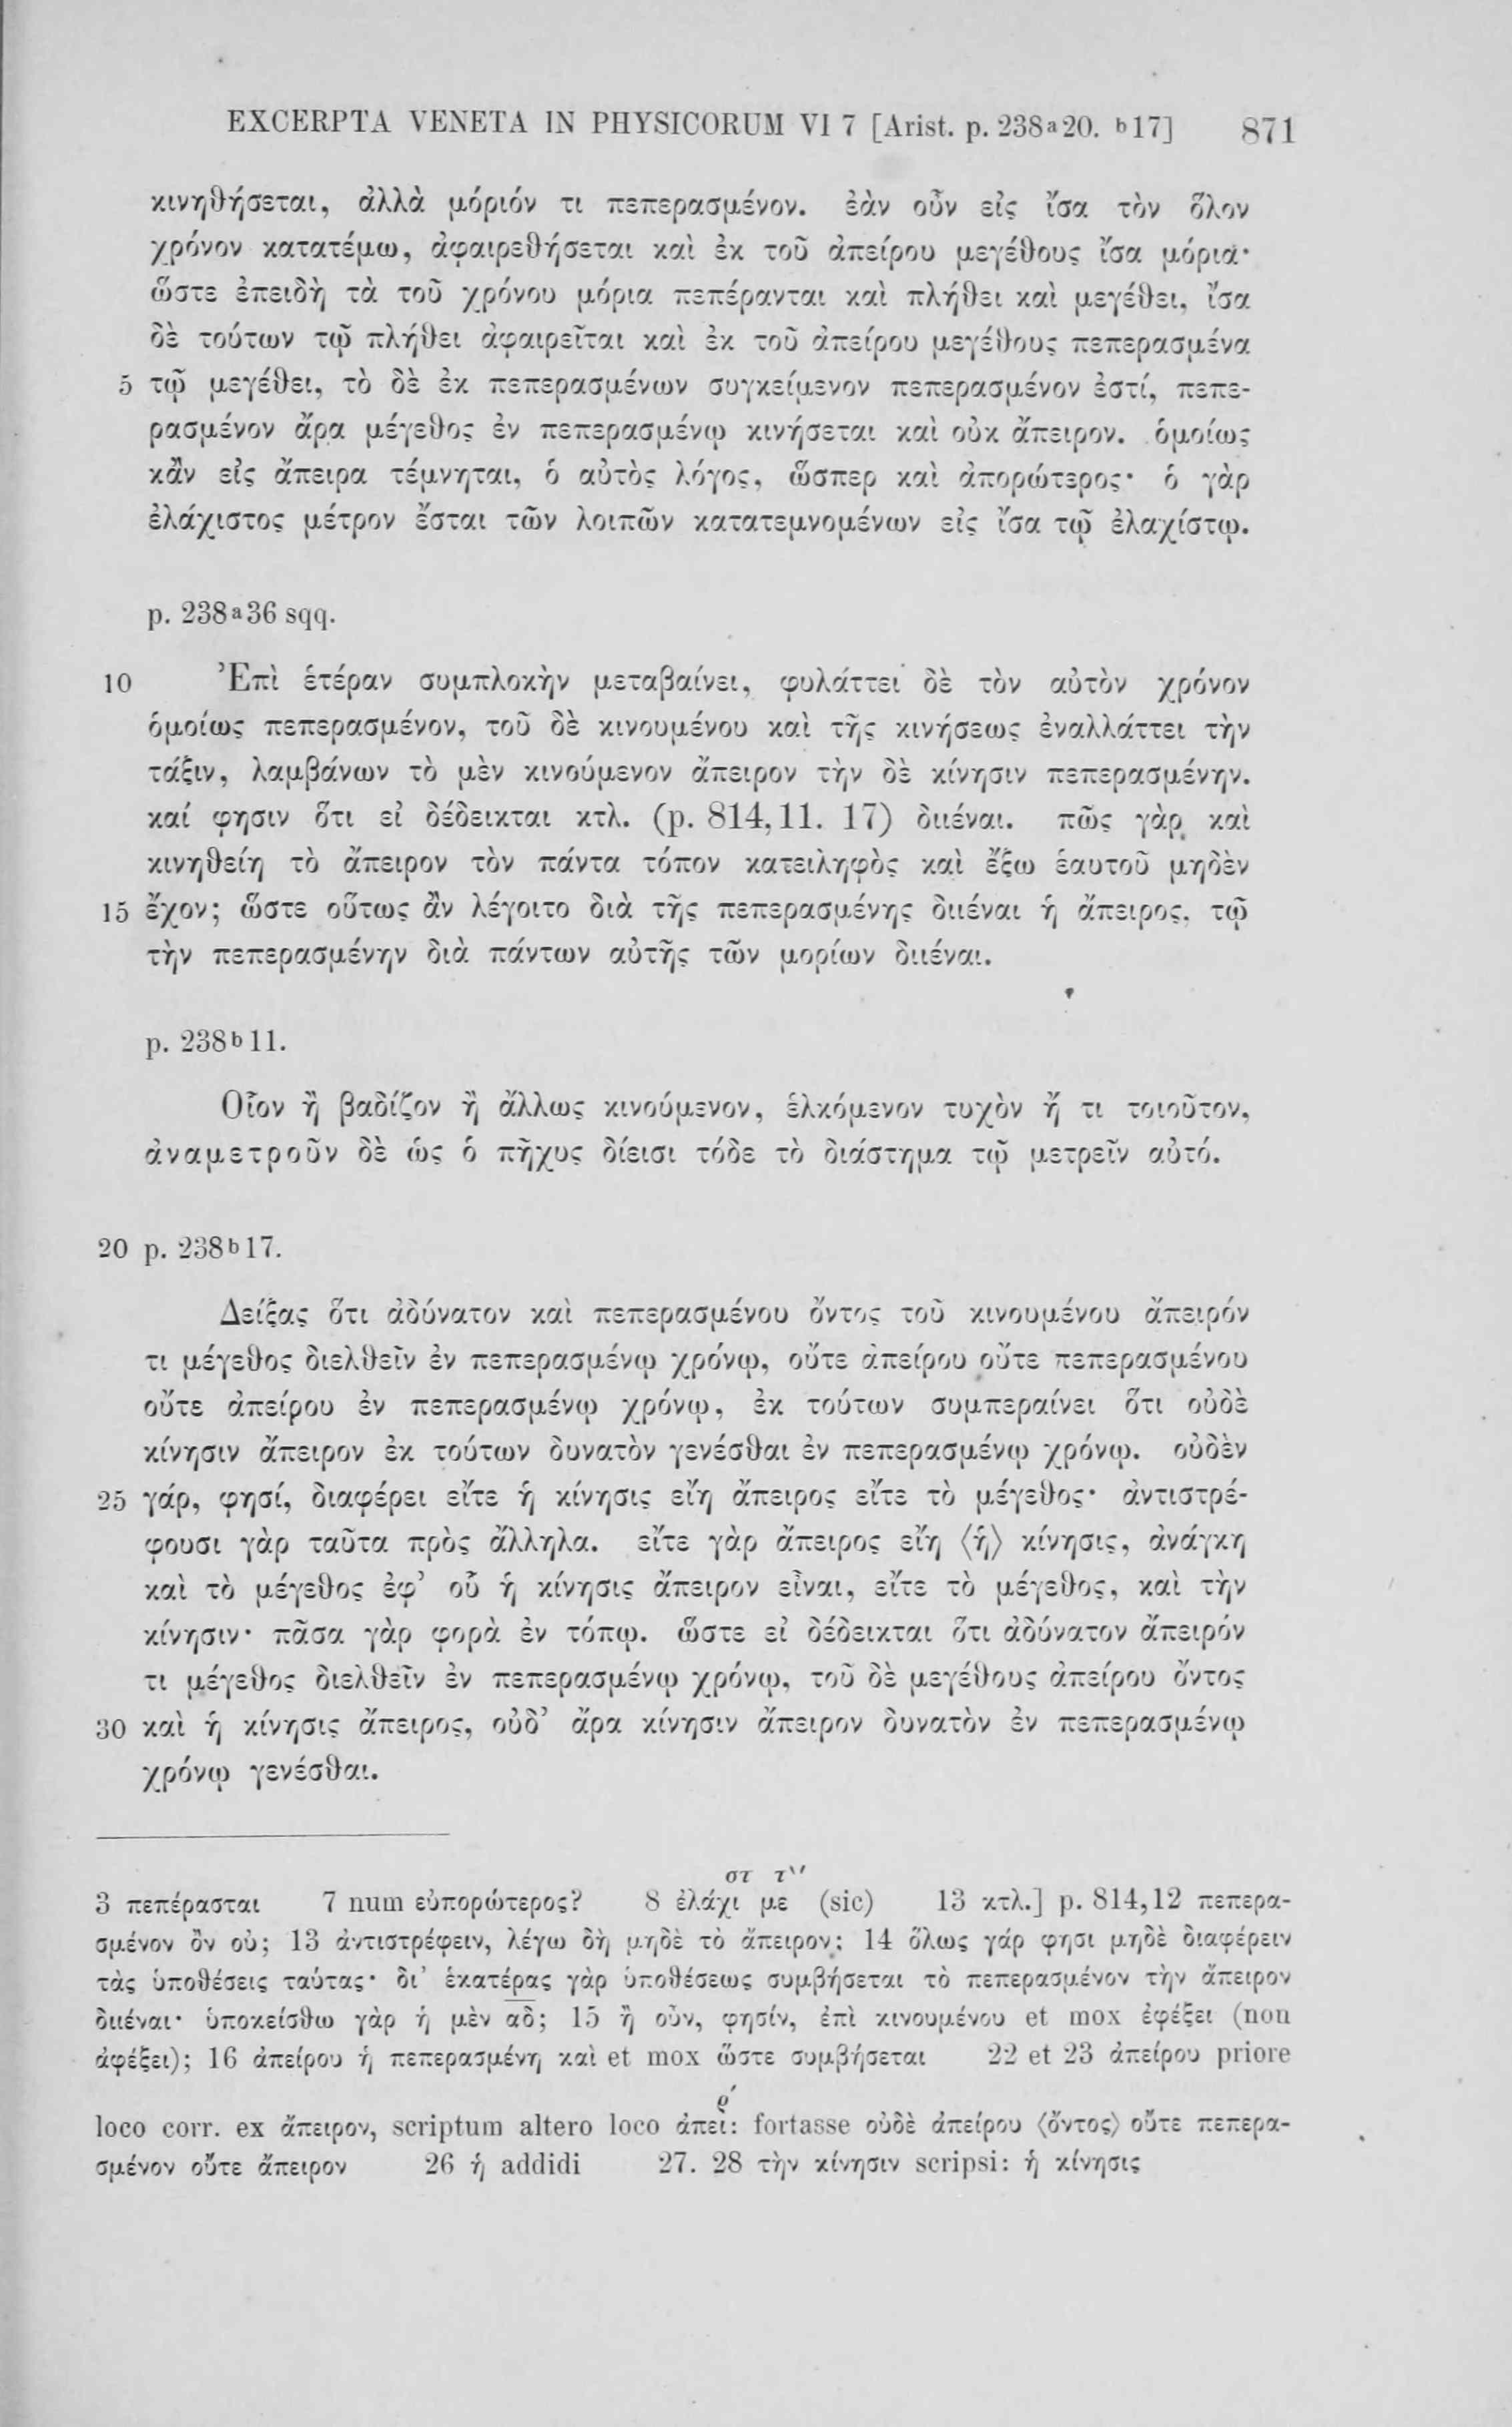 EXCERPTA VENETA IN PHYSICORUM VI 7 [Arist. p. 238ᵃ20. ᵇ17] 871
κινηθήσεται, ἀλλὰ μόριόν τι πεπερασμένον. ἐὰν οὖν εἰς ἴσα τὸν ὅλον
χρόνον κατατέμω, ἀφαιρεθήσεται καὶ ἐκ τοῦ ἀπείρου μεγέθους ἴσα μόρια·
ὥστε ἐπειδὴ τὰ τοῦ χρόνου μόρια πεπέρανται καὶ πλήθει καὶ μεγέθει, ἴσα
δὲ τούτων τῷ πλήθει ἀφαιρεῖται καὶ ἐκ τοῦ ἀπείρου μεγέθους πεπερασμένα
5 τῷ μεγέθει, τὸ δὲ ἐκ πεπερασμένων συγκείμενον πεπερασμένον ἐστί, πεπε-
ρασμένον ἄρα μέγεθος ἐν πεπερασμένῳ κινήσεται καὶ οὐκ ἄπειρον. ὁμοίως
κἂν εἰς ἄπειρα τέμνηται, ὁ αὐτὸς λόγος, ὥσπερ καὶ ἀπορώτερος· ὁ γὰρ
ἐλάχιστος μέτρον ἔσται τῶν λοιπῶν κατατεμνομένων εἰς ἴσα τῷ ἐλαχίστῳ.
p. 238ᵃ36 sqq.
10 Ἐπὶ ἑτέραν συμπλοκὴν μεταβαίνει, φυλάττει δὲ τὸν αὐτὸν χρόνον
ὁμοίως πεπερασμένον, τοῦ δὲ κινουμένου καὶ τῆς κινήσεως ἐναλλάττει τὴν
τάξιν, λαμβάνων τὸ μὲν κινούμενον ἄπειρον τὴν δὲ κίνησιν πεπερασμένην.
καί φησιν ὅτι εἰ δέδεικται κτλ. (p. 814,11. 17) διιέναι. πῶς γὰρ καὶ
κινηθείη τὸ ἄπειρον τὸν πάντα τόπον κατειληφὸς καὶ ἔξω ἑαυτοῦ μηδὲν
15 ἔχον; ὥστε οὕτως ἂν λέγοιτο διὰ τῆς πεπερασμένης διιέναι ἡ ἄπειρος, τῷ
τὴν πεπερασμένην διὰ πάντων αὐτῆς τῶν μορίων διιέναι.
p. 238ᵇ11.
Οἷον ἢ βαδίζον ἢ ἄλλως κινούμενον, ἑλκόμενον τυχὸν ἤ τι τοιοῦτον,
ἀναμετροῦν δὲ ὡς ὁ πῆχυς δίεισι τόδε τὸ διάστημα τῷ μετρεῖν αὐτό.
20 p. 238ᵇ17.
Δείξας ὅτι ἀδύνατον καὶ πεπερασμένου ὄντος τοῦ κινουμένου ἄπειρόν
τι μέγεθος διελθεῖν ἐν πεπερασμένῳ χρόνῳ, οὔτε ἀπείρου οὔτε πεπερασμένου
οὔτε ἀπείρου ἐν πεπερασμένῳ χρόνῳ, ἐκ τούτων συμπεραίνει ὅτι οὐδὲ
κίνησιν ἄπειρον ἐκ τούτων δυνατὸν γενέσθαι ἐν πεπερασμένῳ χρόνῳ. οὐδὲν
25 γάρ, φησί, διαφέρει εἴτε ἡ κίνησις εἴη ἄπειρος εἴτε τὸ μέγεθος· ἀντιστρέ-
φουσι γὰρ ταῦτα πρὸς ἄλληλα. εἴτε γὰρ ἄπειρος εἴη ⟨ἡ⟩ κίνησις, ἀνάγκη
καὶ τὸ μέγεθος ἐφ’ οὗ ἡ κίνησις ἄπειρον εἶναι, εἴτε τὸ μέγεθος, καὶ τὴν
κίνησιν· πᾶσα γὰρ φορὰ ἐν τόπῳ. ὥστε εἰ δέδεικται ὅτι ἀδύνατον ἄπειρόν
τι μέγεθος διελθεῖν ἐν πεπερασμένῳ χρόνῳ, τοῦ δὲ μεγέθους ἀπείρου ὄντος
30 καὶ ἡ κίνησις ἄπειρος, οὐδ’ ἄρα κίνησιν ἄπειρον δυνατὸν ἐν πεπερασμένῳ
χρόνῳ γενέσθαι.
στ τ‵′
3 πεπέρασται 7 num εὐπορώτερος? 8 ἐλάχι με (sic) 13 κτλ.] p. 814,12 πεπερα-
σμένον ὂν οὐ; 13 ἀντιστρέφειν, λέγω δὴ μηδὲ τὸ ἄπειρον; 14 ὅλως γάρ φησι μηδὲ διαφέρειν
τὰς ὑποθέσεις ταύτας· δι’ ἑκατέρας γὰρ ὑποθέσεως συμβήσεται τὸ πεπερασμένον τὴν ἄπειρον
διιέναι· ὑποκείσθω γὰρ ἡ μὲν α̅δ̅; 15 ἢ οὖν, φησίν, ἐπὶ κινουμένου et mox ἐφέξει (non
ἀφέξει); 16 ἀπείρου ἡ πεπερασμένη καὶ et mox ὥστε συμβήσεται 22 et 23 ἀπείρου priore
ρ′
loco corr. ex ἄπειρον, scriptum altero loco ἀπεὶ: fortasse οὐδὲ ἀπείρου ⟨ὄντος⟩ οὔτε πεπερα-
σμένον οὔτε ἄπειρον 26 ἡ addidi 27. 28 τὴν κίνησιν scripsi: ἡ κίνησις